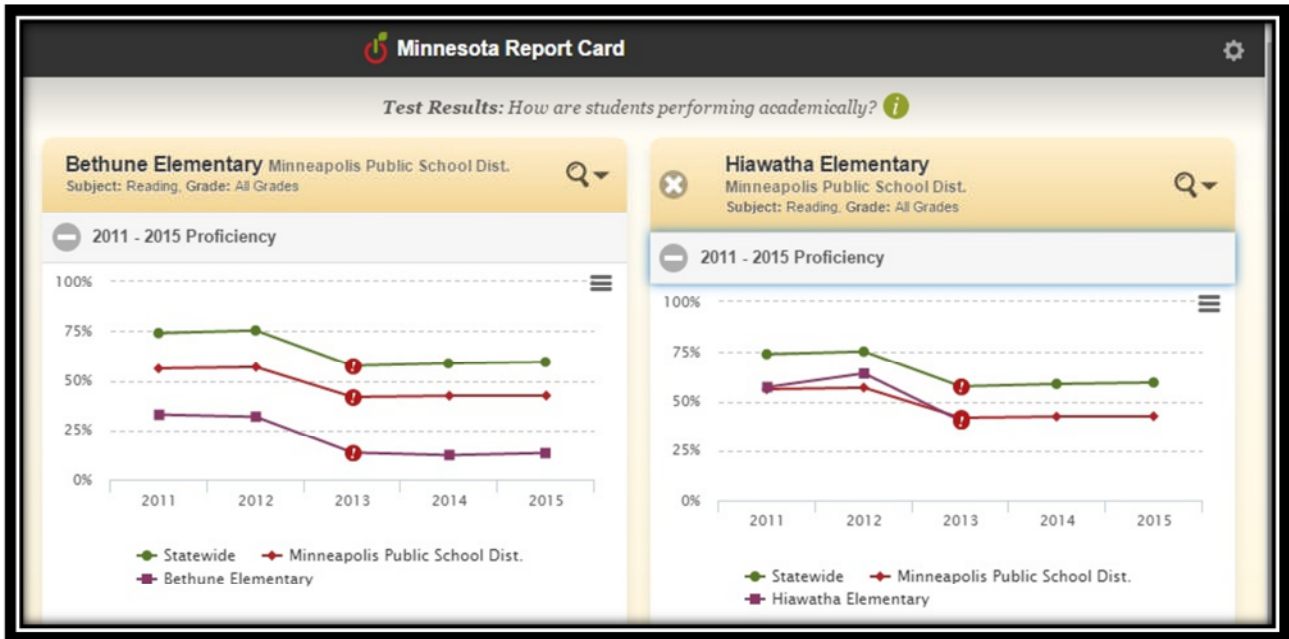 Minnesota Report Card
Test Results: How are students performing academically? i
Bethune Elementary Minneapolis Public School Dist.
Subject: Reading, Grade: All Grades
2011 - 2015 Proficiency
100%
75%
50%
25%
0%
2011 2012 2013 2014 2015
Statewide Minneapolis Public School Dist.
Bethune Elementary
Hiawatha Elementary
Minneapolis Public School Dist.
Subject: Reading, Grade: All Grades
2011 - 2015 Proficiency
100%
75%
50%
25%
0%
2011 2012 2013 2014 2015
Statewide Minneapolis Public School Dist.
Hiawatha Elementary